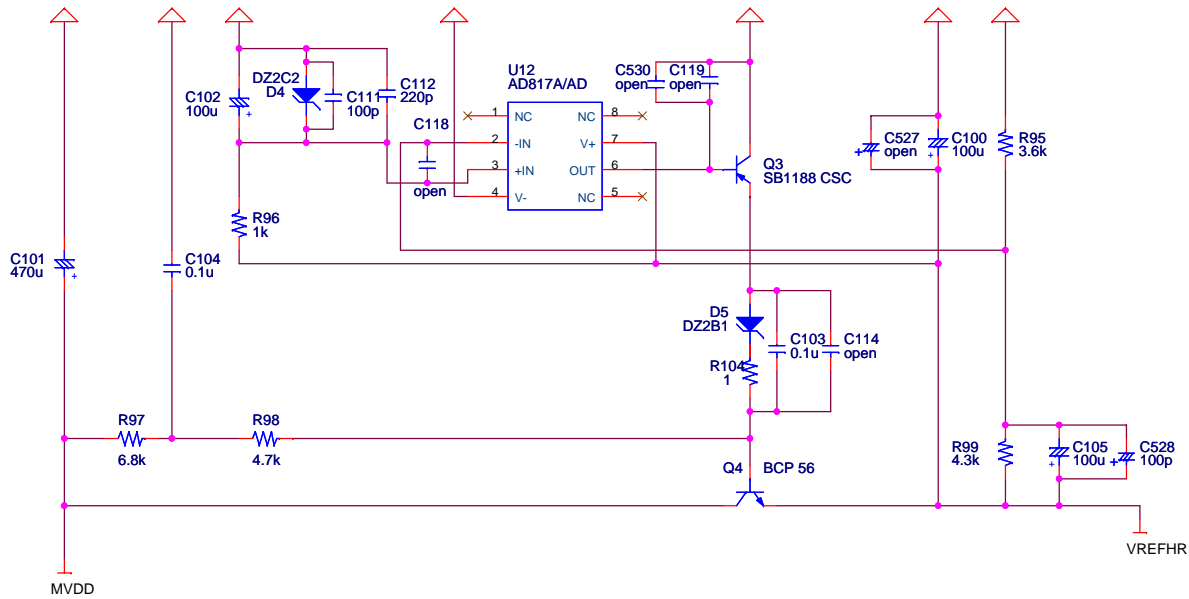 U12
AD817A/AD
C530
open
C119
open
DZ2C2
D4
C111
100p
C112
220p
C102
100u
+
C118
open
1
NC
2
-IN
3
+IN
4
V-
NC
8
V+
7
OUT
6
NC
5
Q3
SB1188 CSC
C527
open
+
C100
100u
+
R95
3.6k
R96
1k
C101
470u
+
C104
0.1u
D5
DZ2B1
C103
0.1u
C114
open
R104
1
R97
6.8k
R98
4.7k
Q4
BCP 56
R99
4.3k
C105
100u
+
C528
100p
+
VREFHR
MVDD